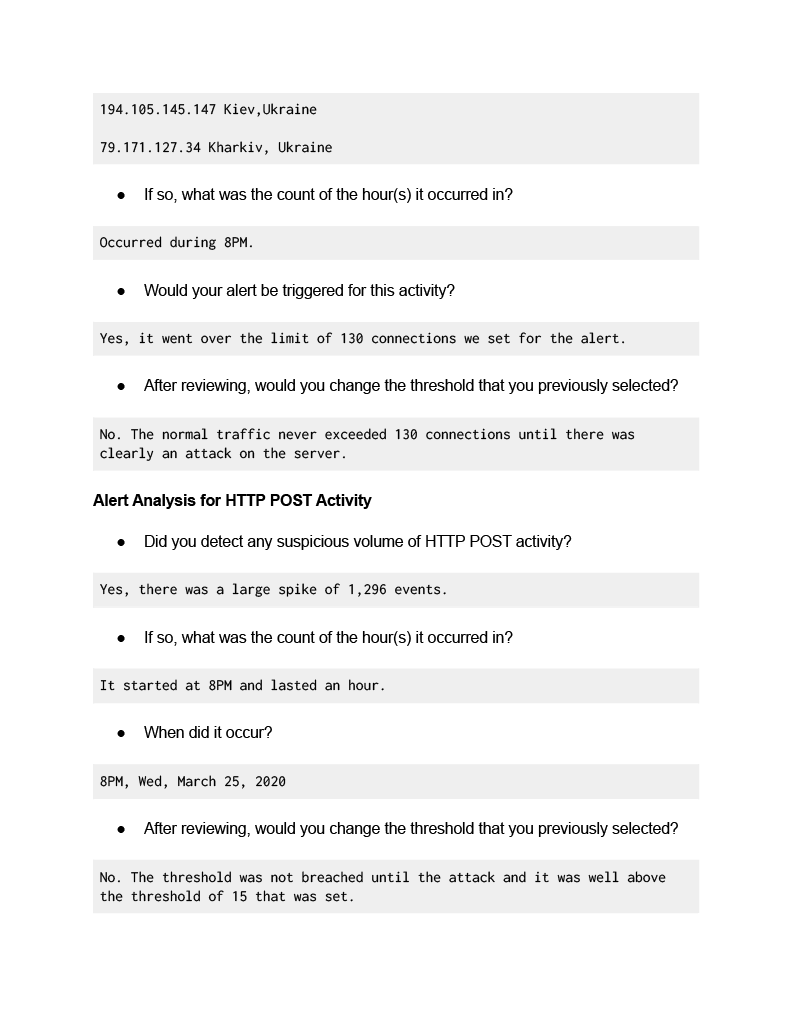 194.105.145.147 Kiev,Ukraine
79.171.127.34 Kharkiv, Ukraine
● If so, what was the count of the hour(s) it occurred in?
Occurred during 8PM.
● Would your alert be triggered for this activity?
Yes, it went over the limit of 130 connections we set for the alert.
● After reviewing, would you change the threshold that you previously selected?
No. The normal traffic never exceeded 130 connections until there was
clearly an attack on the server.
Alert Analysis for HTTP POST Activity
● Did you detect any suspicious volume of HTTP POST activity?
Yes, there was a large spike of 1,296 events.
● If so, what was the count of the hour(s) it occurred in?
It started at 8PM and lasted an hour.
● When did it occur?
8PM, Wed, March 25, 2020
● After reviewing, would you change the threshold that you previously selected?
No. The threshold was not breached until the attack and it was well above
the threshold of 15 that was set.